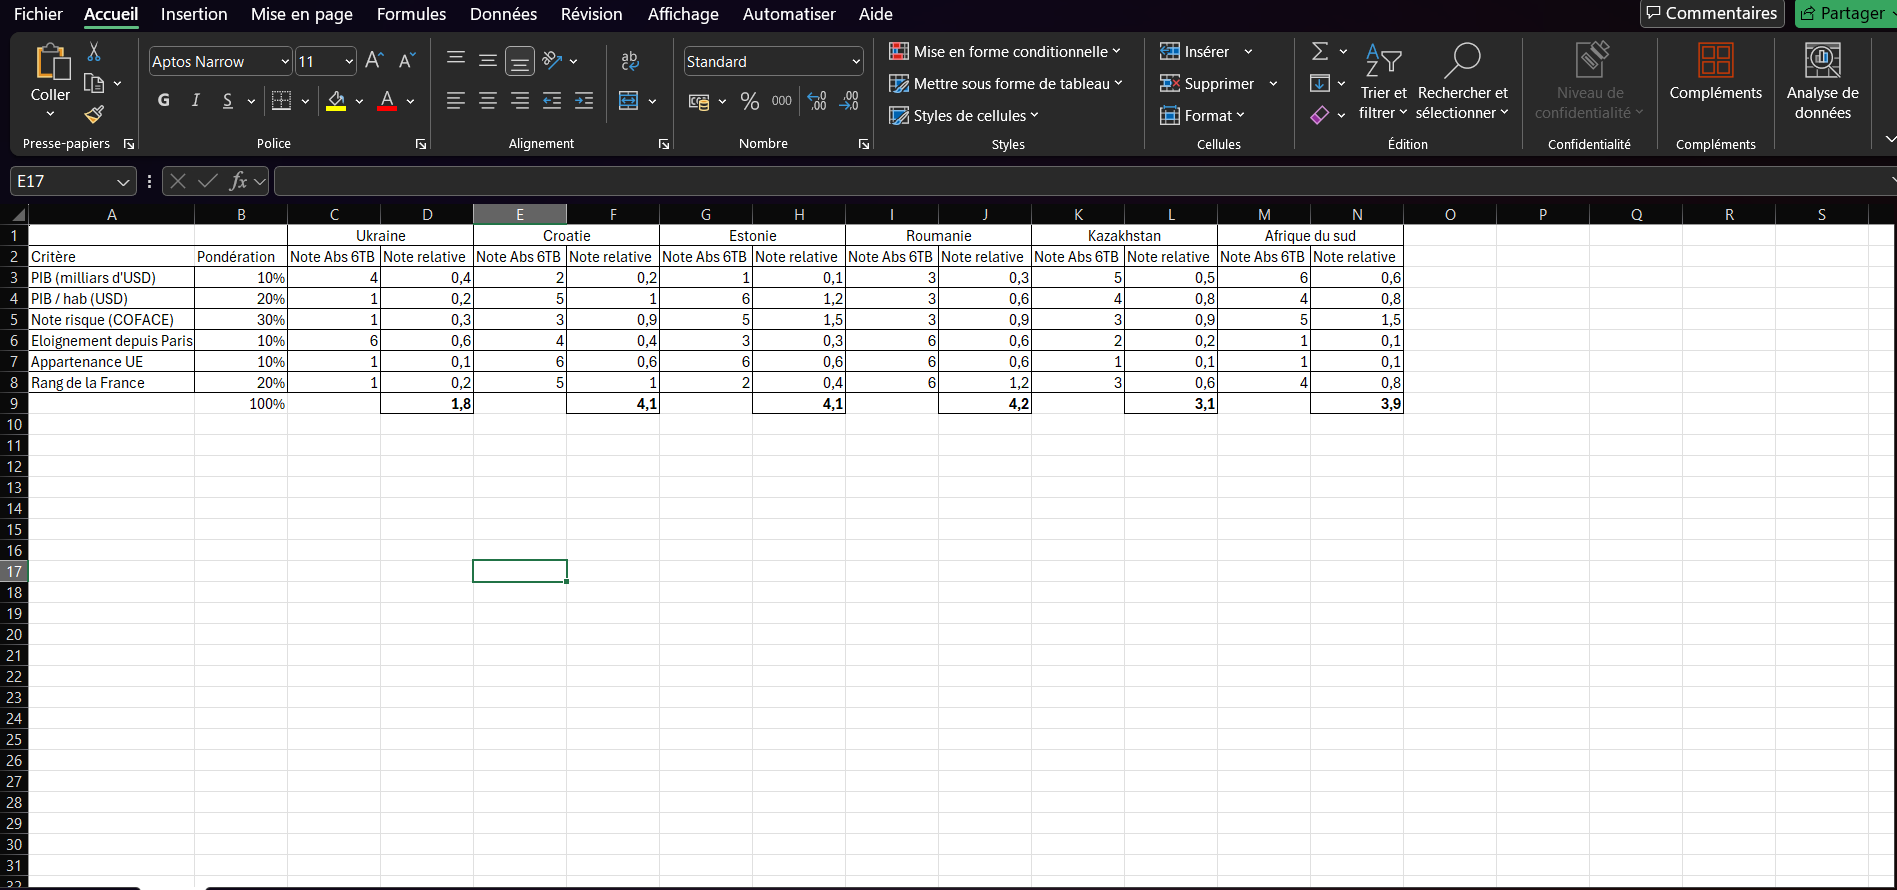 Fichier Accueil Insertion Mise en page Formules Données Révision Affichage Automatiser Aide Commentaires Partager
Coller
Presse-papiers
Aptos Narrow 11 A A
G I S A
Police
ab
Alignement
Standard
% 000 ,00 ,00
Nombre
Mise en forme conditionnelle
Mettre sous forme de tableau
Styles de cellules
Styles
Insérer
Supprimer
Format
Cellules
Σ
Trier et filtrer
Rechercher et sélectionner
Édition
Niveau de confidentialité
Confidentialité
Compléments
Compléments
Analyse de données
E17 fx
A B C D E F G H I J K L M N O P Q R S
1 Ukraine Croatie Estonie Roumanie Kazakhstan Afrique du sud
2 Critère Pondération Note Abs 6TB Note relative Note Abs 6TB Note relative Note Abs 6TB Note relative Note Abs 6TB Note relative Note Abs 6TB Note relative Note Abs 6TB Note relative
3 PIB (milliars d'USD) 10% 4 0,4 2 0,2 1 0,1 3 0,3 5 0,5 6 0,6
4 PIB / hab (USD) 20% 1 0,2 5 1 6 1,2 3 0,6 4 0,8 4 0,8
5 Note risque (COFACE) 30% 1 0,3 3 0,9 5 1,5 3 0,9 3 0,9 5 1,5
6 Eloignement depuis Paris 10% 6 0,6 4 0,4 3 0,3 6 0,6 2 0,2 1 0,1
7 Appartenance UE 10% 1 0,1 6 0,6 6 0,6 6 0,6 1 0,1 1 0,1
8 Rang de la France 20% 1 0,2 5 1 2 0,4 6 1,2 3 0,6 4 0,8
9 100% 1,8 4,1 4,1 4,2 3,1 3,9
10
11
12
13
14
15
16
17
18
19
20
21
22
23
24
25
26
27
28
29
30
31
32